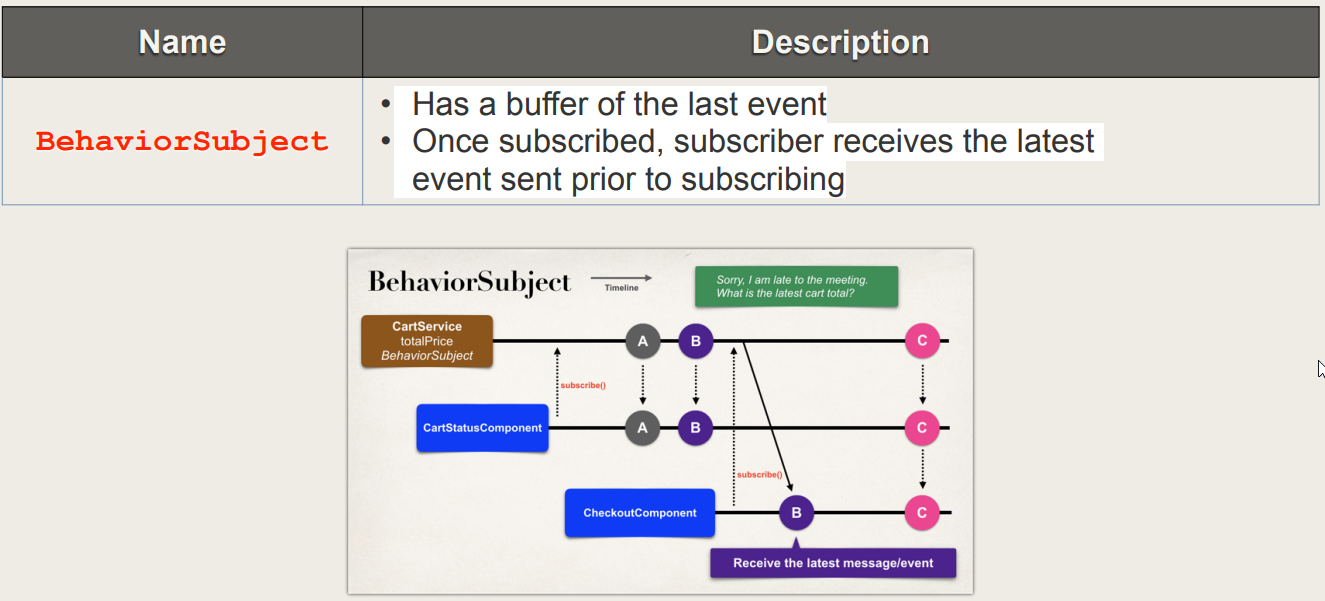 Name
Description
BehaviorSubject
• Has a buffer of the last event
• Once subscribed, subscriber receives the latest
event sent prior to subscribing
BehaviorSubject
Timeline
Sorry, I am late to the meeting.
What is the latest cart total?
CartService
totalPrice
BehaviorSubject
A
B
C
subscribe()
CartStatusComponent
A
B
C
subscribe()
CheckoutComponent
B
C
Receive the latest message/event